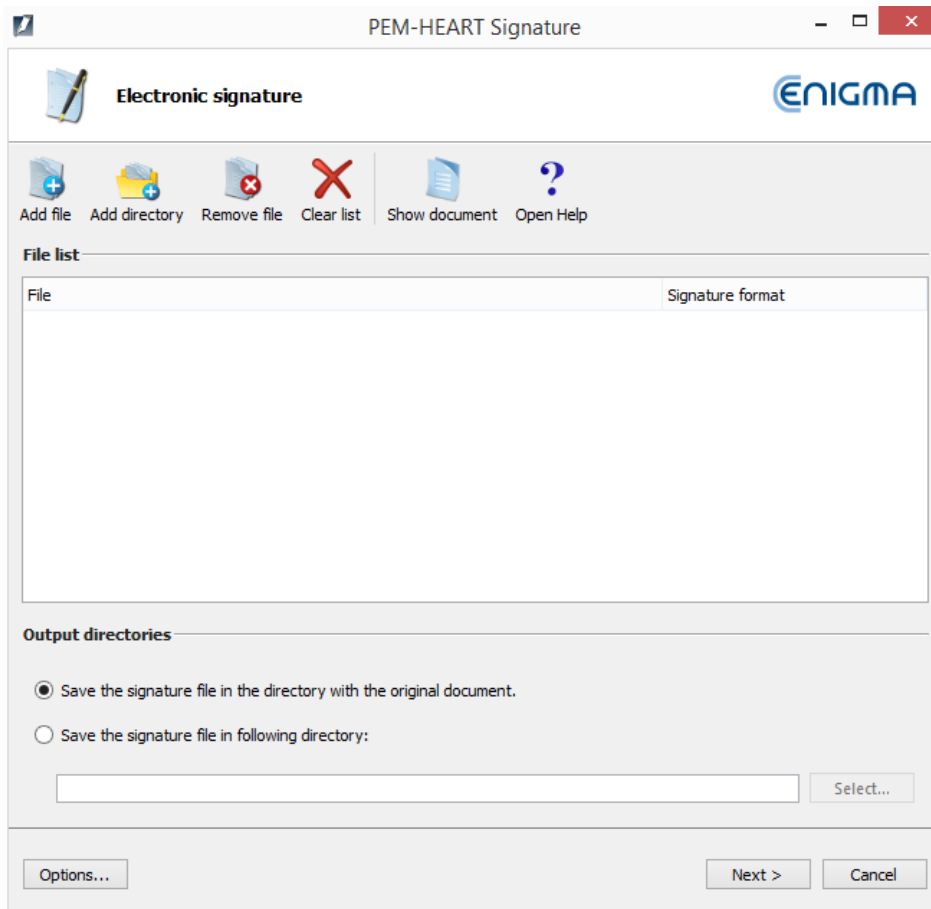 PEM-HEART Signature
Electronic signature
ENIGMA
Add file Add directory Remove file Clear list Show document Open Help
File list
File Signature format
Output directories
Save the signature file in the directory with the original document.
Save the signature file in following directory:
Select...
Options... Next > Cancel